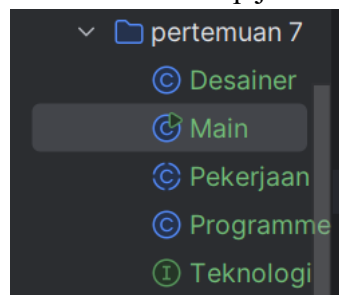 pertemuan 7
Desainer
Main
Pekerjaan
Programme
Teknologi